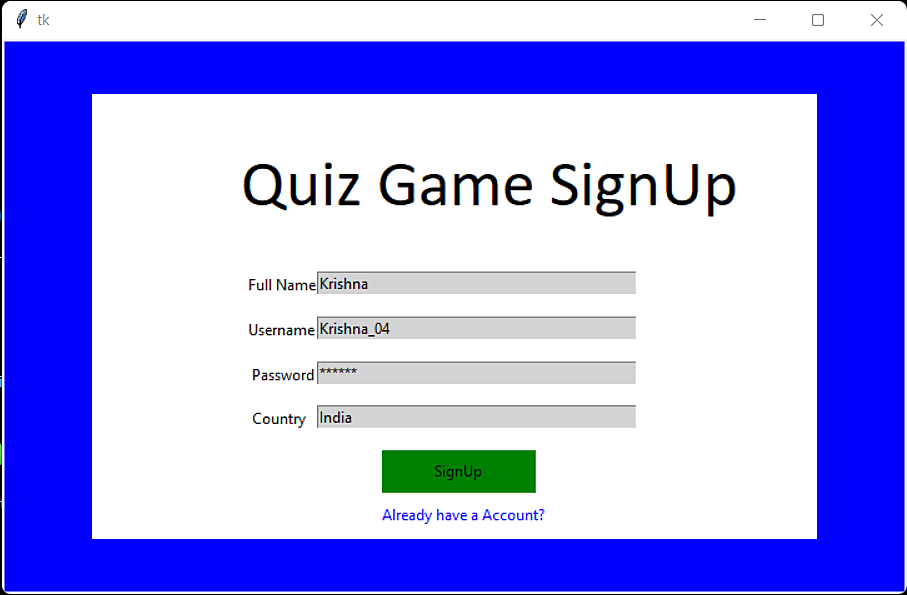 tk
Quiz Game SignUp
Full Name Krishna
Username Krishna_04
Password ******
Country India
SignUp
Already have a Account?